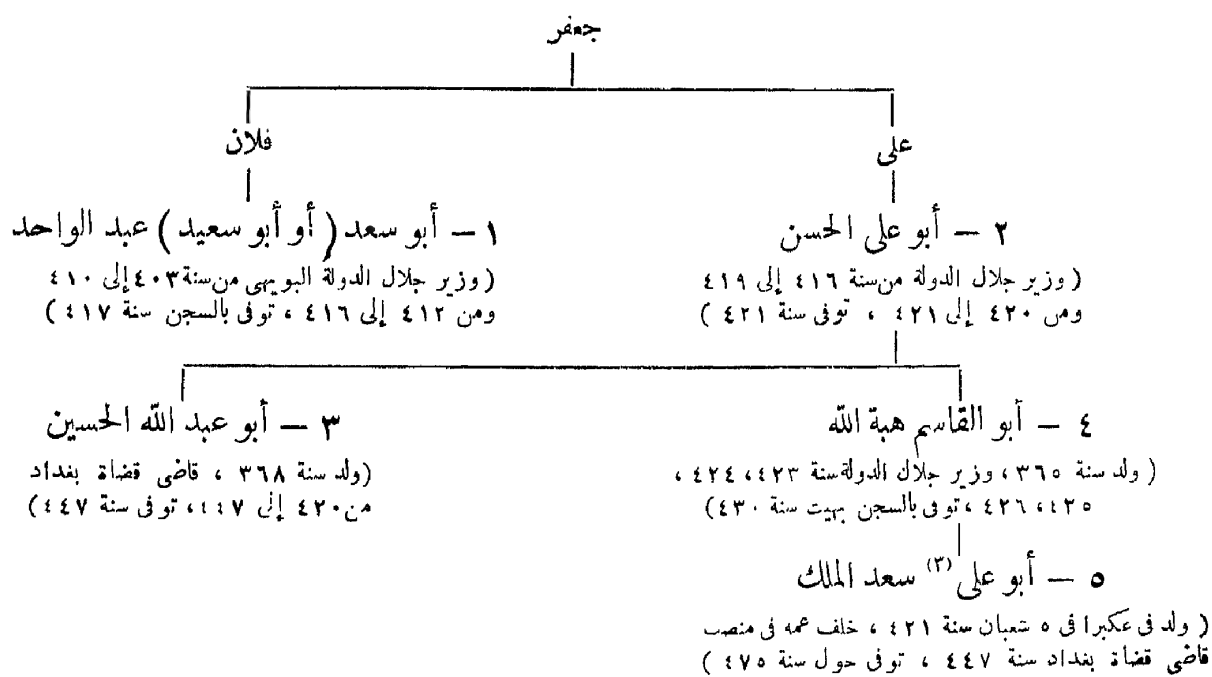 جعفر
على
فلان
٢ — أبو على الحسن
( وزير جلال الدولة من سنة ٤١٦ إلى ٤١٩
ومن ٤٢٠ إلى ٤٢١ ، توفى سنة ٤٢١ )
١ — أبو سعد ( أو أبو سعيد ) عبد الواحد
( وزير جلال الدولة البويهى من سنة ٤٠٣ إلى ٤١٠
ومن ٤١٢ إلى ٤١٦ ، توفى بالسجن سنة ٤١٧ )
٤ — أبو القاسم هبة الله
( ولد سنة ٣٦٥ ، وزير جلال الدولة سنة ٤٢٣ ، ٤٢٤ ،
٤٢٥ ، ٤٢٦ ، توفى بالسجن بهيت سنة ٤٣٠ )
٣ — أبو عبد الله الحسين
( ولد سنة ٣٦٨ ، قاضى قضاة بغداد
من ٤٢٠ إلى ٤٤٧ ، توفى سنة ٤٤٧ )
٥ — أبو على (٣) سعد الملك
( ولد فى عكبرا فى ٥ شعبان سنة ٤٢١ ، خلف عمه فى منصب
قاضى قضاة بغداد سنة ٤٤٧ ، توفى حول سنة ٤٧٥ )